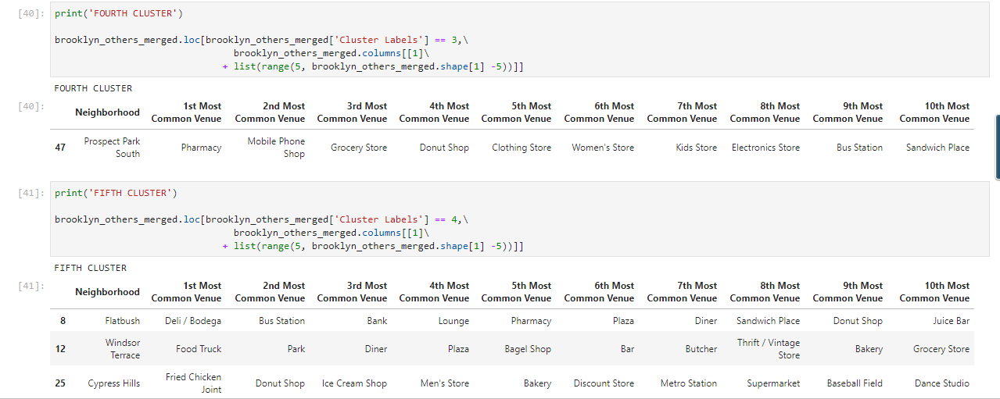 [40]: print('FOURTH CLUSTER')
brooklyn_others_merged.loc[brooklyn_others_merged['Cluster Labels'] == 3,\
brooklyn_others_merged.columns[[1]\
+ list(range(5, brooklyn_others_merged.shape[1] -5))]]
FOURTH CLUSTER
[40]: Neighborhood 1st Most Common Venue 2nd Most Common Venue 3rd Most Common Venue 4th Most Common Venue 5th Most Common Venue 6th Most Common Venue 7th Most Common Venue 8th Most Common Venue 9th Most Common Venue 10th Most Common Venue
47 Prospect Park South Pharmacy Mobile Phone Shop Grocery Store Donut Shop Clothing Store Women's Store Kids Store Electronics Store Bus Station Sandwich Place
[41]: print('FIFTH CLUSTER')
brooklyn_others_merged.loc[brooklyn_others_merged['Cluster Labels'] == 4,\
brooklyn_others_merged.columns[[1]\
+ list(range(5, brooklyn_others_merged.shape[1] -5))]]
FIFTH CLUSTER
[41]: Neighborhood 1st Most Common Venue 2nd Most Common Venue 3rd Most Common Venue 4th Most Common Venue 5th Most Common Venue 6th Most Common Venue 7th Most Common Venue 8th Most Common Venue 9th Most Common Venue 10th Most Common Venue
8 Flatbush Deli / Bodega Bus Station Bank Lounge Pharmacy Plaza Diner Sandwich Place Donut Shop Juice Bar
12 Windsor Terrace Food Truck Park Diner Plaza Bagel Shop Bar Butcher Thrift / Vintage Store Bakery Grocery Store
25 Cypress Hills Fried Chicken Joint Donut Shop Ice Cream Shop Men's Store Bakery Discount Store Metro Station Supermarket Baseball Field Dance Studio